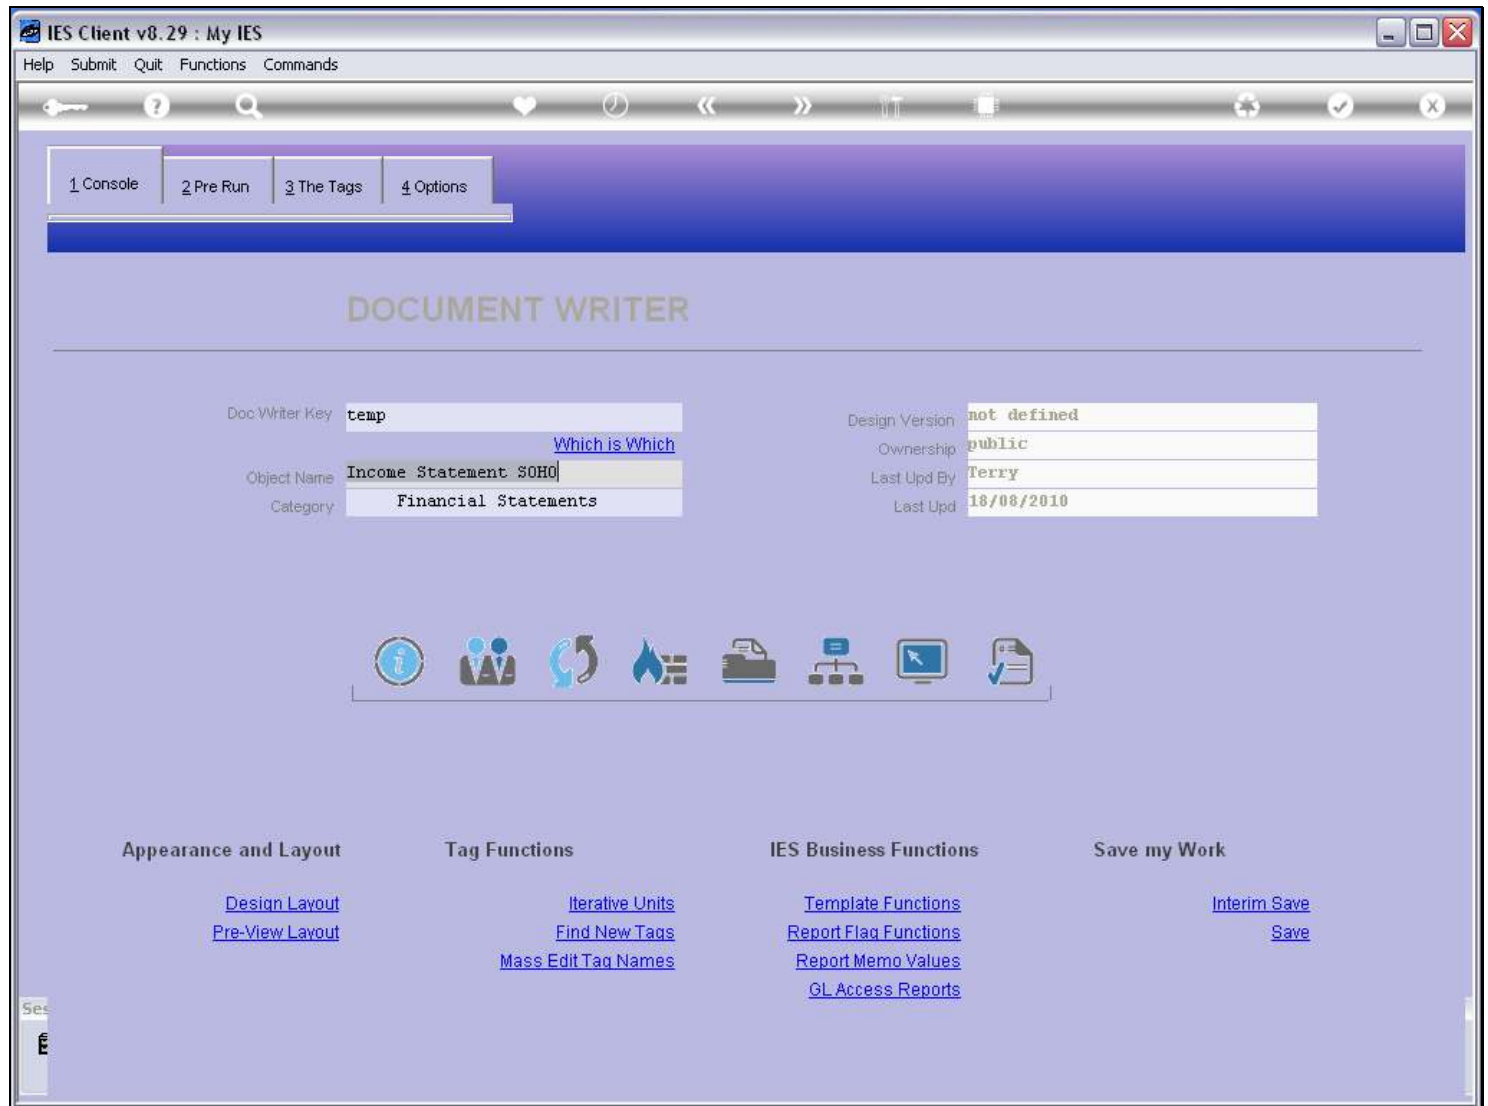 IES Client v8.29 : My IES
Help Submit Quit Functions Commands
1 Console 2 Pre Run 3 The Tags 4 Options
DOCUMENT WRITER
Doc Writer Key temp
Design Version not defined
Which is Which
Ownership public
Object Name Income Statement SOHO
Last Upd By Terry
Category Financial Statements
Last Upd 18/08/2010
Appearance and Layout Tag Functions IES Business Functions Save my Work
Design Layout Iterative Units Template Functions Interim Save
Pre-View Layout Find New Tags Report Flag Functions Save
Mass Edit Tag Names Report Memo Values
GL Access Reports
Ses